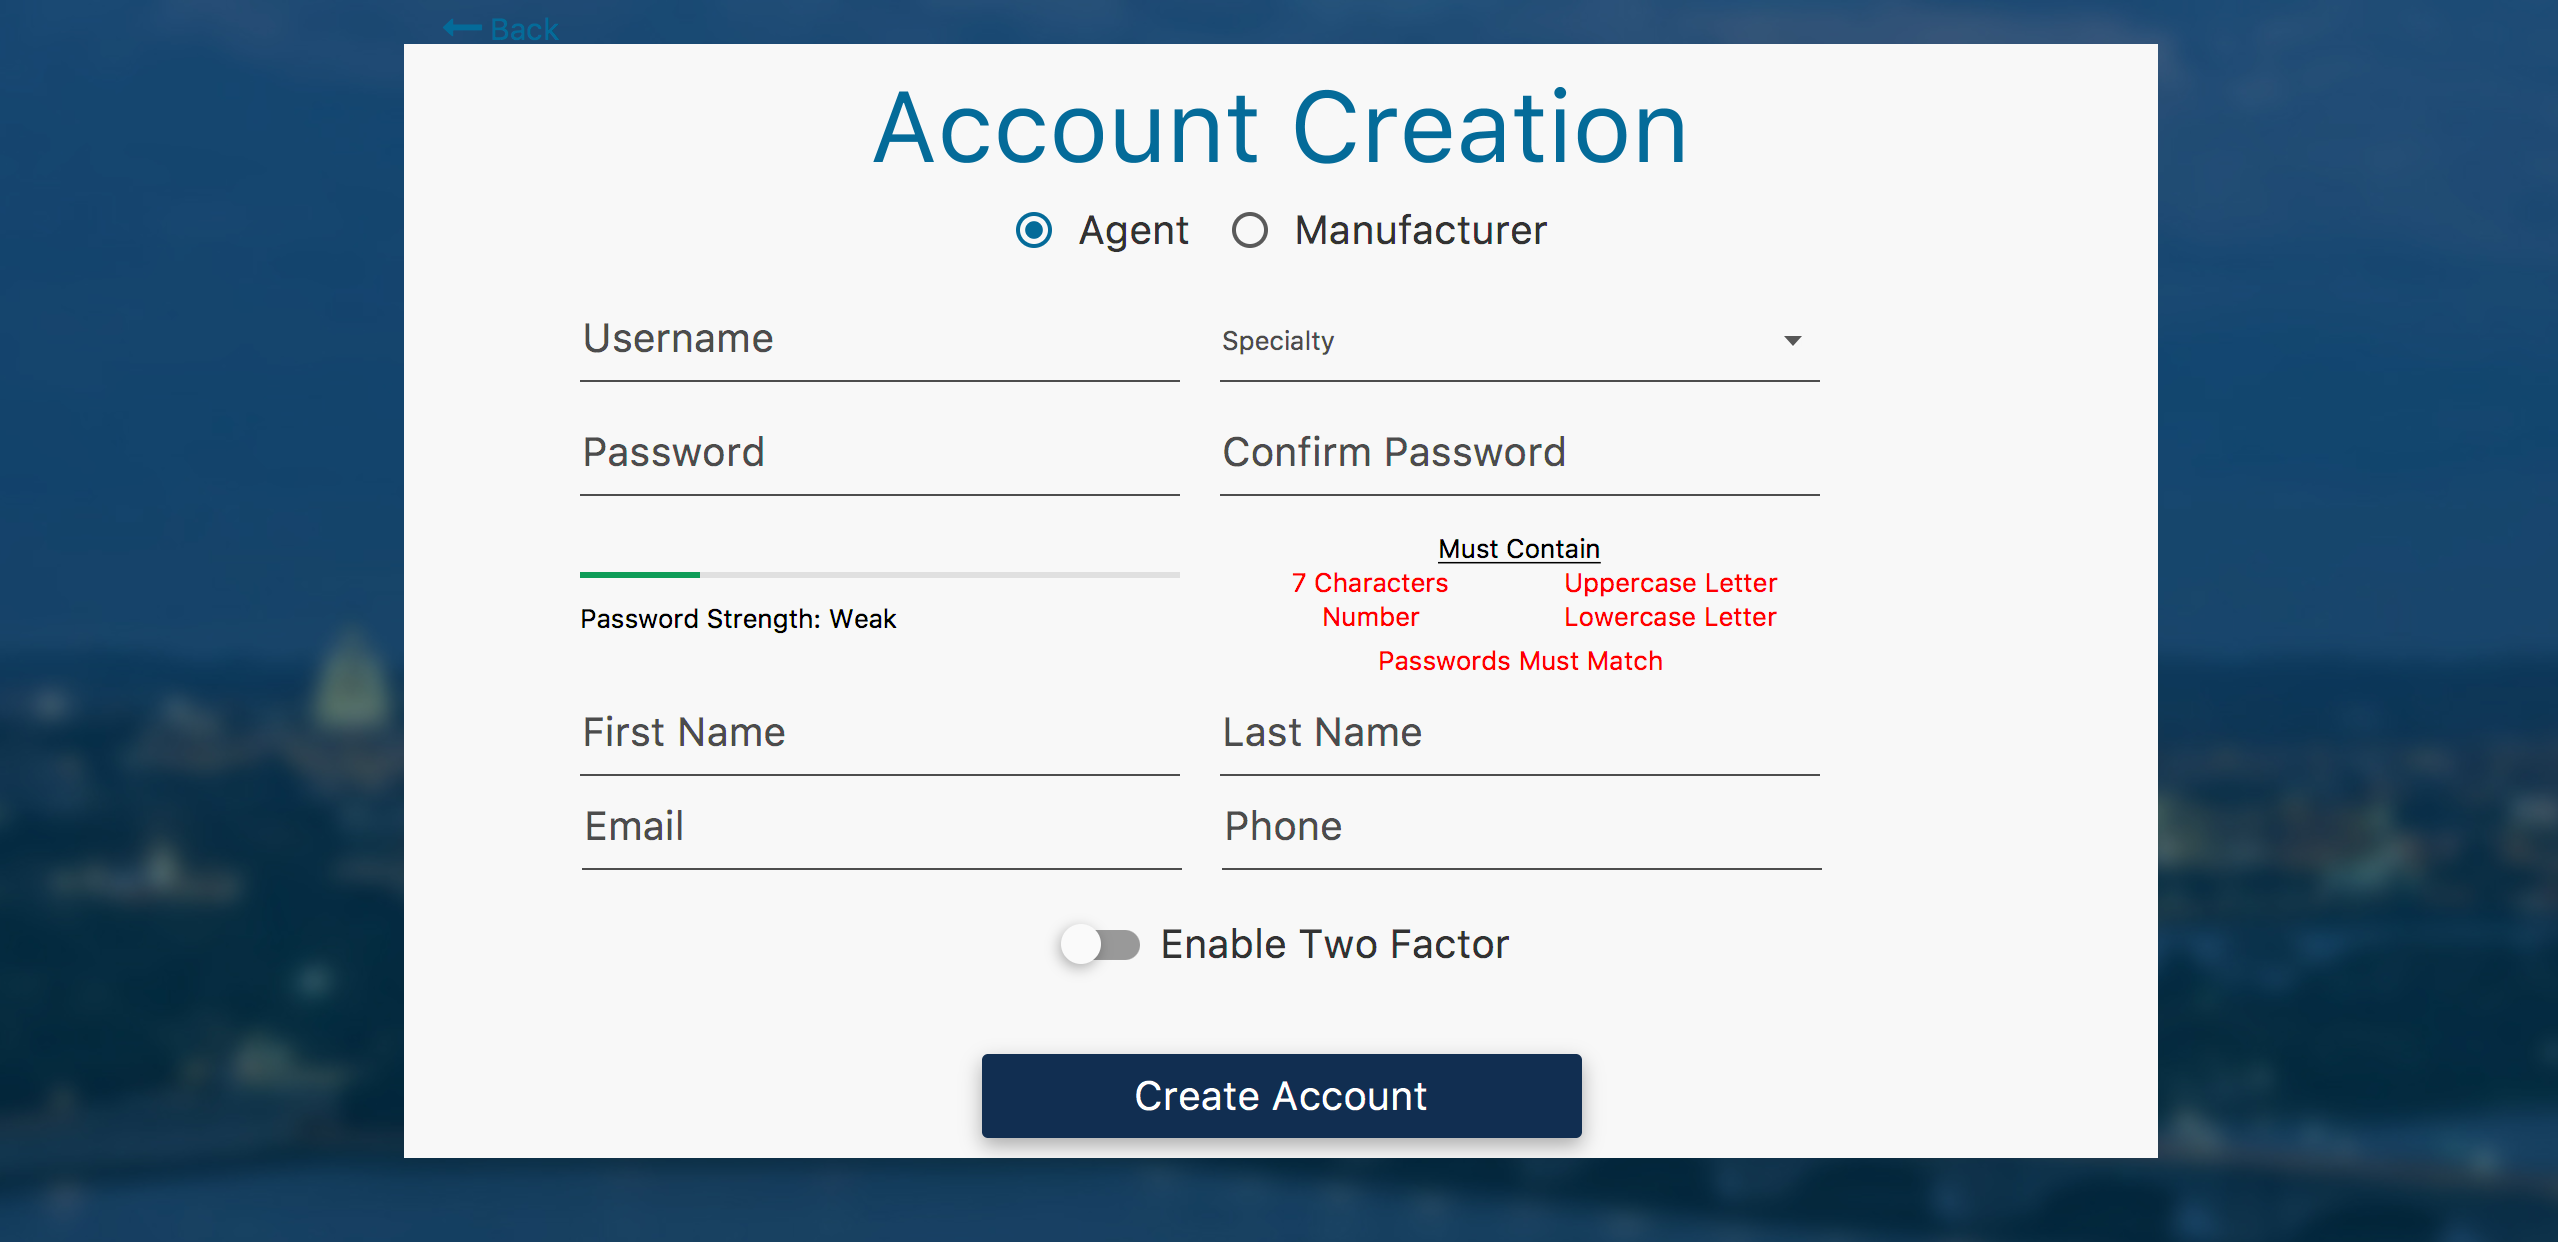 Back
Account Creation
Agent Manufacturer
Username Specialty
Password Confirm Password
Must Contain
7 Characters Uppercase Letter
Number Lowercase Letter
Password Strength: Weak
Passwords Must Match
First Name Last Name
Email Phone
Enable Two Factor
Create Account